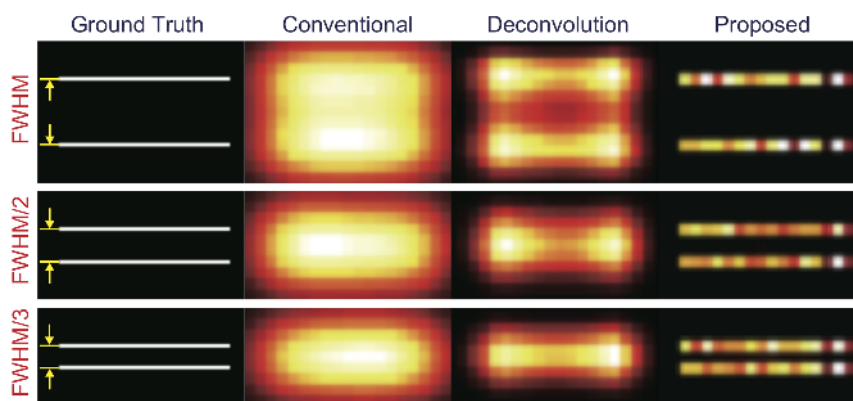 Ground Truth Conventional Deconvolution Proposed
FWHM
FWHM/2
FWHM/3